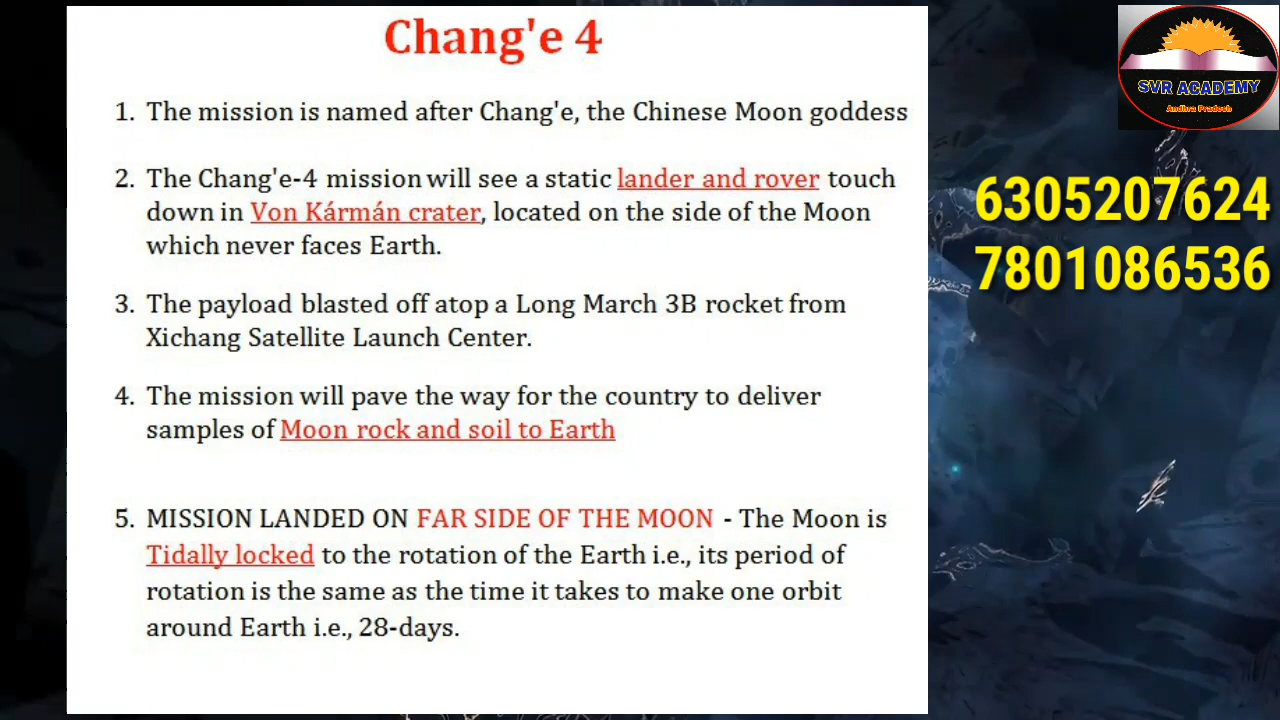 Chang'e 4
1. The mission is named after Chang'e, the Chinese Moon goddess
2. The Chang'e-4 mission will see a static lander and rover touch
down in Von Kármán crater, located on the side of the Moon
which never faces Earth.
3. The payload blasted off atop a Long March 3B rocket from
Xichang Satellite Launch Center.
4. The mission will pave the way for the country to deliver
samples of Moon rock and soil to Earth
5. MISSION LANDED ON FAR SIDE OF THE MOON - The Moon is
Tidally locked to the rotation of the Earth i.e., its period of
rotation is the same as the time it takes to make one orbit
around Earth i.e., 28-days.
SVR ACADEMY
Andhra Pradesh
6305207624
7801086536